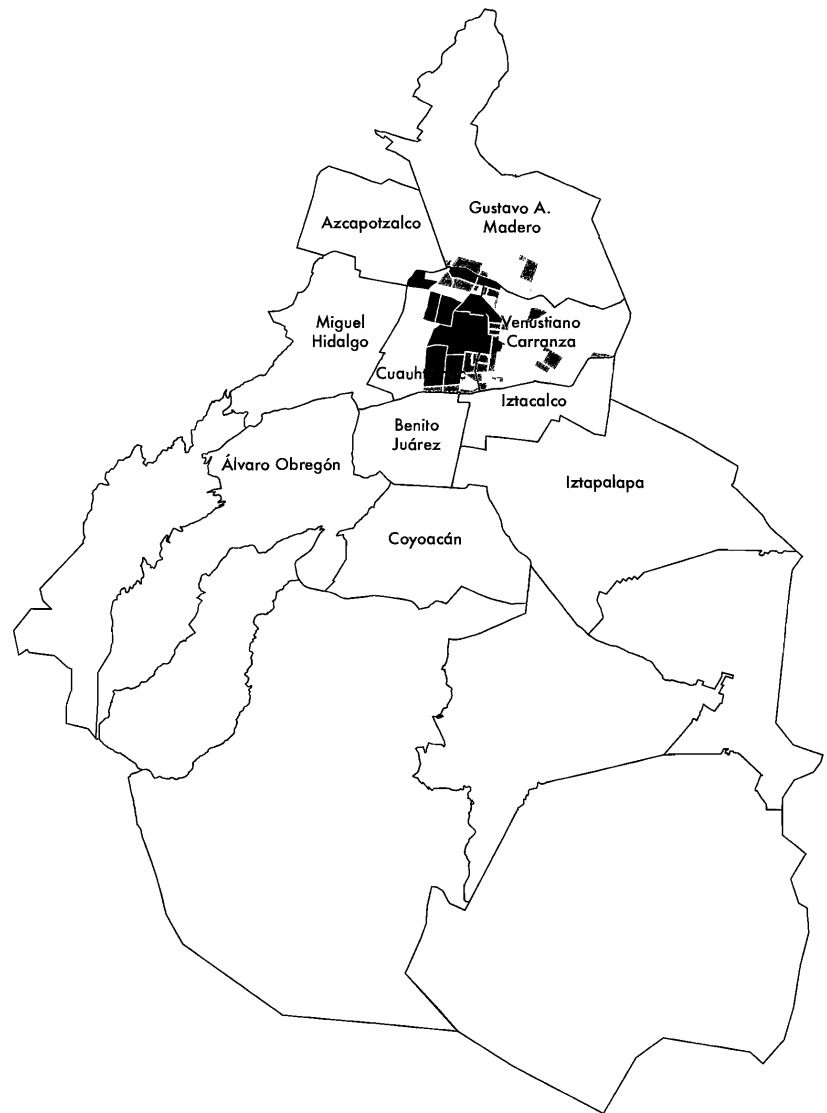 Gustavo A.
Madero
Azcapotzalco
Miguel
Hidalgo
Venustiano
Carranza
Iztacalco
Benito
Juárez
Álvaro Obregón
Iztapalapa
Coyoacán